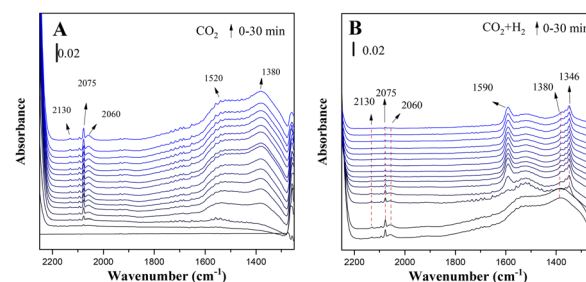 A
CO2 0-30 min
0.02
2075
2130
2060
1520
1380
Absorbance
2200 2000 1800 1600 1400
Wavenumber (cm-1)
B
CO2+H2 0-30 min
0.02
2075
2130
2060
1590
1380
1346
Absorbance
2200 2000 1800 1600 1400
Wavenumber (cm-1)